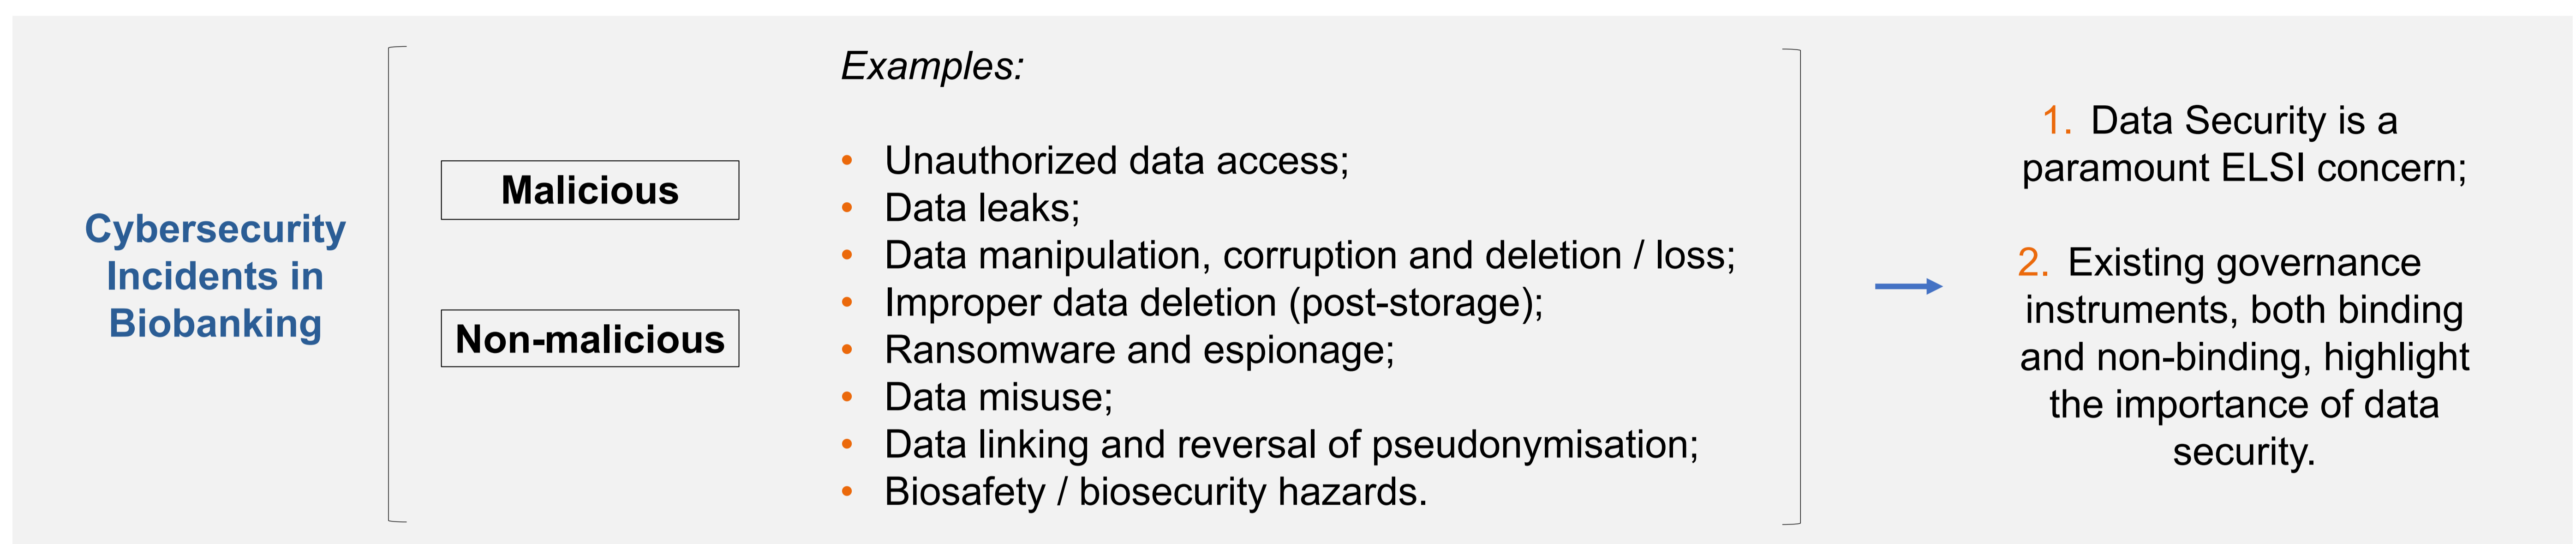 Cybersecurity
Incidents in
Biobanking
Malicious
Non-malicious
Examples:
• Unauthorized data access;
• Data leaks;
• Data manipulation, corruption and deletion / loss;
• Improper data deletion (post-storage);
• Ransomware and espionage;
• Data misuse;
• Data linking and reversal of pseudonymisation;
• Biosafety / biosecurity hazards.
1. Data Security is a
paramount ELSI concern;
2. Existing governance
instruments, both binding
and non-binding, highlight
the importance of data
security.